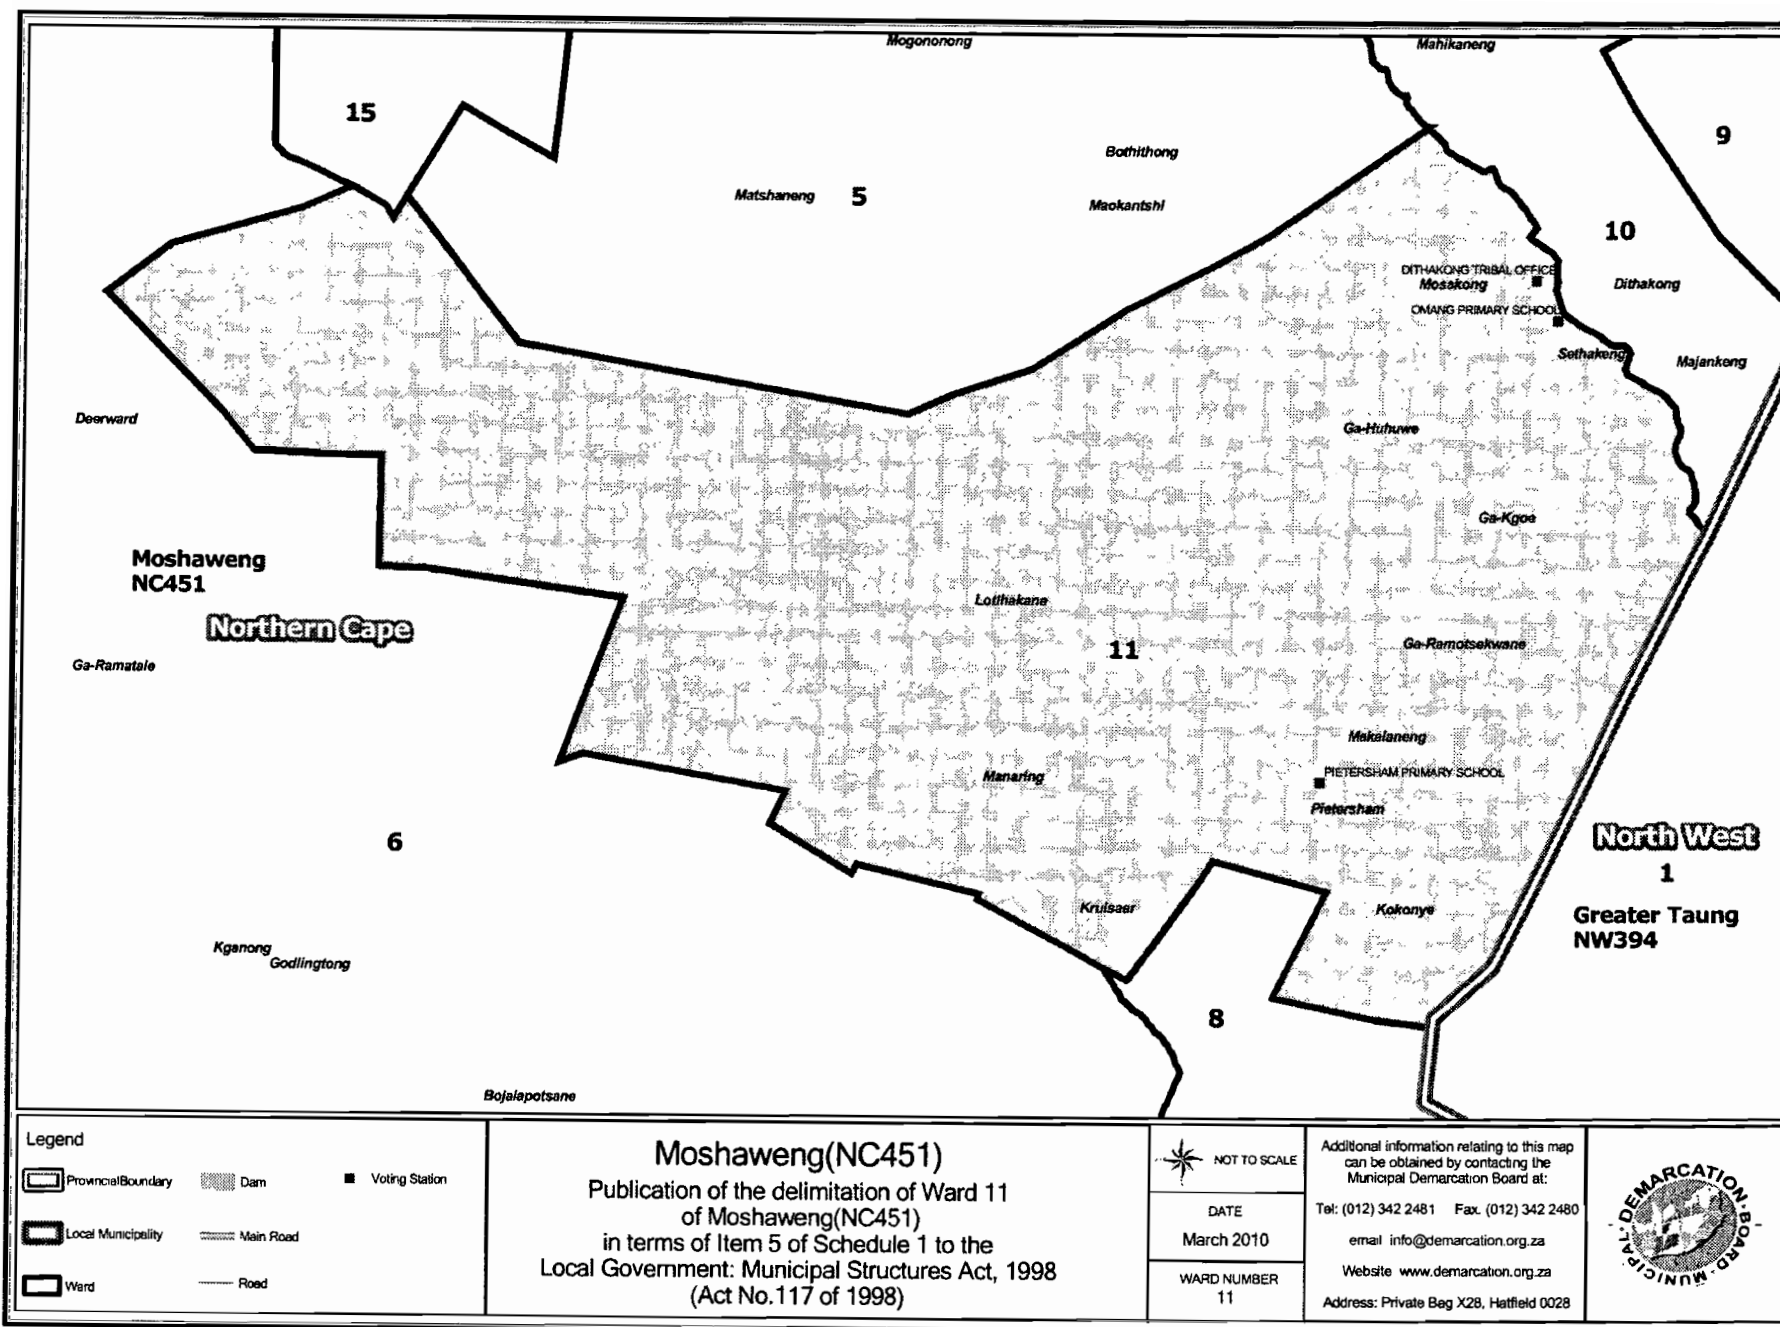 Mogononong
Mahikaneng
15
9
Bothithong
Matshaneng
5
Maokantshi
10
DITHAKONG TRIBAL OFFICE
Mosakong
Dithakong
OMANG PRIMARY SCHOOL
Sethakeng
Majankeng
Deerward
Ga-Huhuwe
Ga-Kgoe
Moshaweng
NC451
Northern Cape
Lotlhakane
11
Ga-Ramotsekwane
Ga-Ramatale
Makalaneng
Manaring
PIETERSHAM PRIMARY SCHOOL
Pietersham
6
North West
1
Kruisaar
Kokonye
Greater Taung
NW394
Kganong
Godlingtong
8
Bojalapotsane
Legend
Provincial Boundary
Dam
Voting Station
Local Municipality
Main Road
Ward
Road
Moshaweng(NC451)
Publication of the delimitation of Ward 11
of Moshaweng(NC451)
in terms of Item 5 of Schedule 1 to the
Local Government: Municipal Structures Act, 1998
(Act No.117 of 1998)
NOT TO SCALE
DATE
March 2010
WARD NUMBER
11
Additional information relating to this map
can be obtained by contacting the
Municipal Demarcation Board at:
Tel: (012) 342 2481 Fax. (012) 342 2480
email info@demarcation.org.za
Website www.demarcation.org.za
Address: Private Bag X28, Hatfield 0028
MUNICIPAL DEMARCATION BOARD